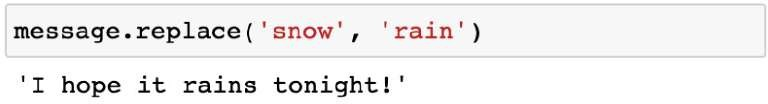 message.replace('snow', 'rain')
'I hope it rains tonight!'